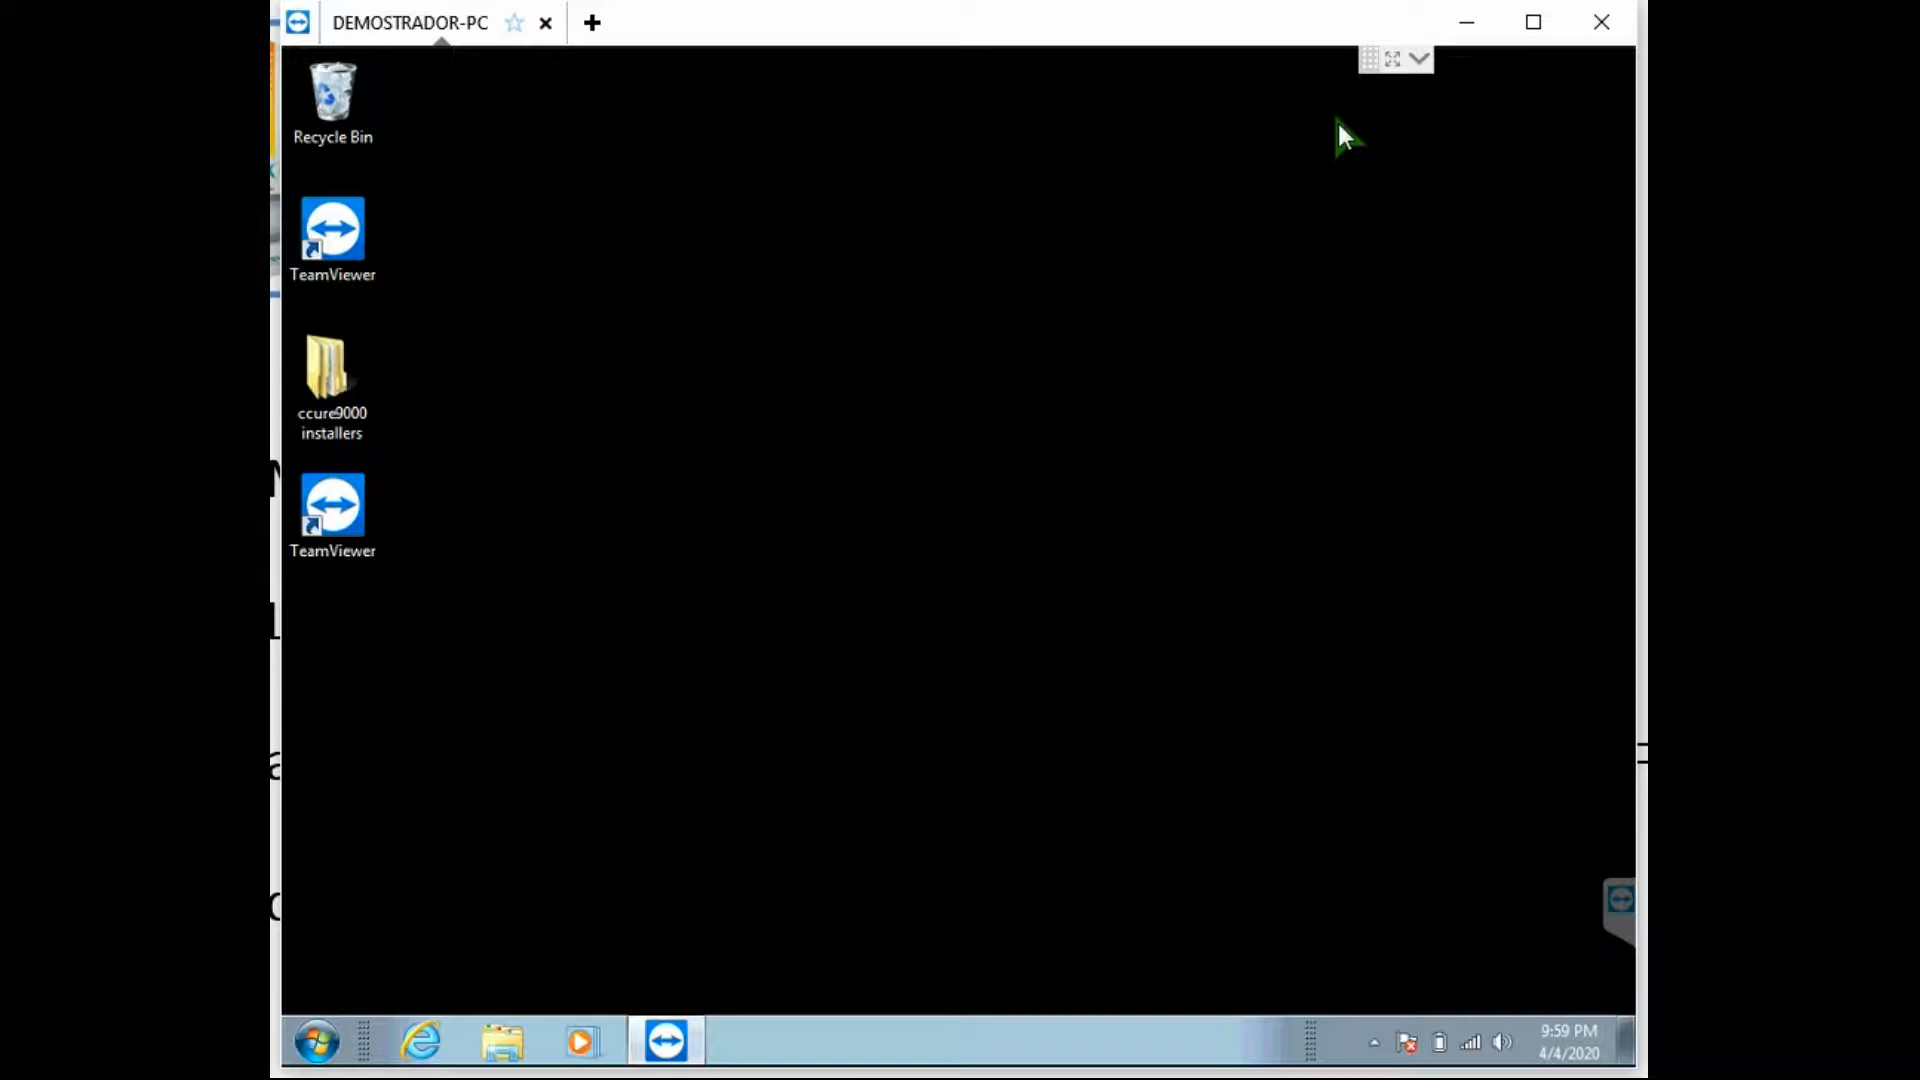 DEMOSTRADOR-PC
Recycle Bin
TeamViewer
ccure9000
installers
TeamViewer
9:59 PM
4/4/2020